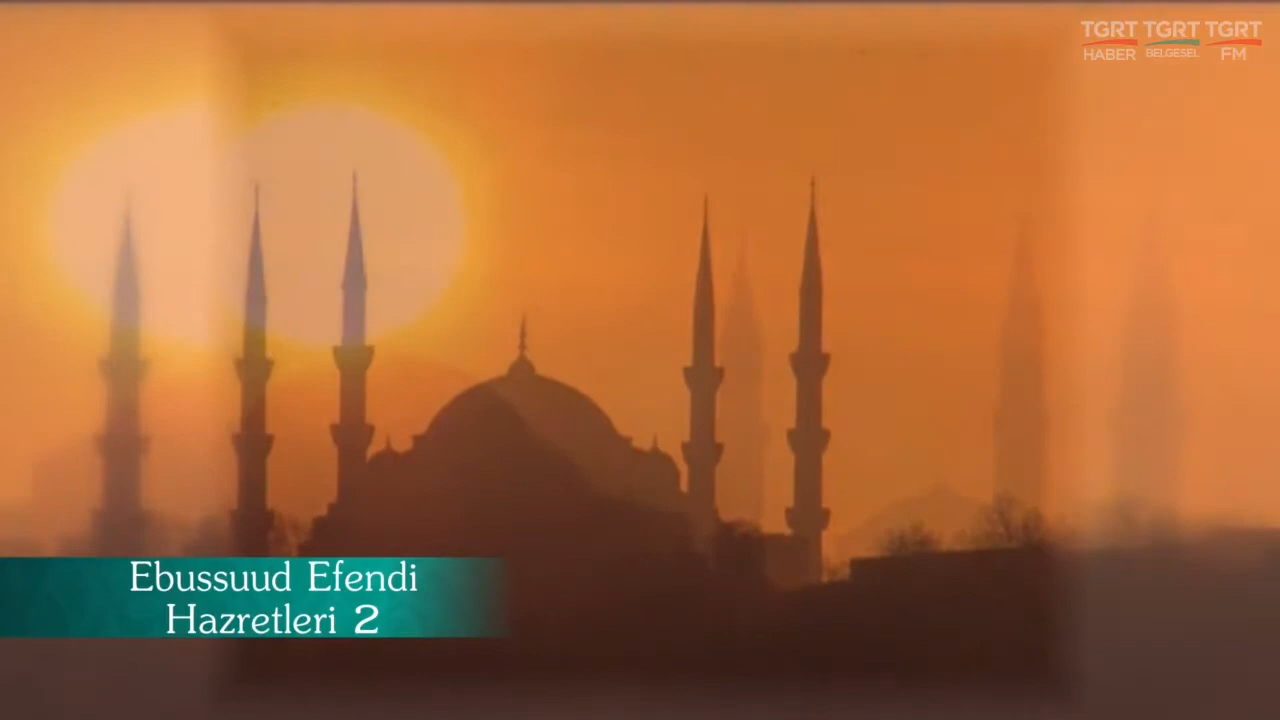 TGRT TGRT TGRT
HABER BELGESEL FM
Ebussuud Efendi
Hazretleri 2